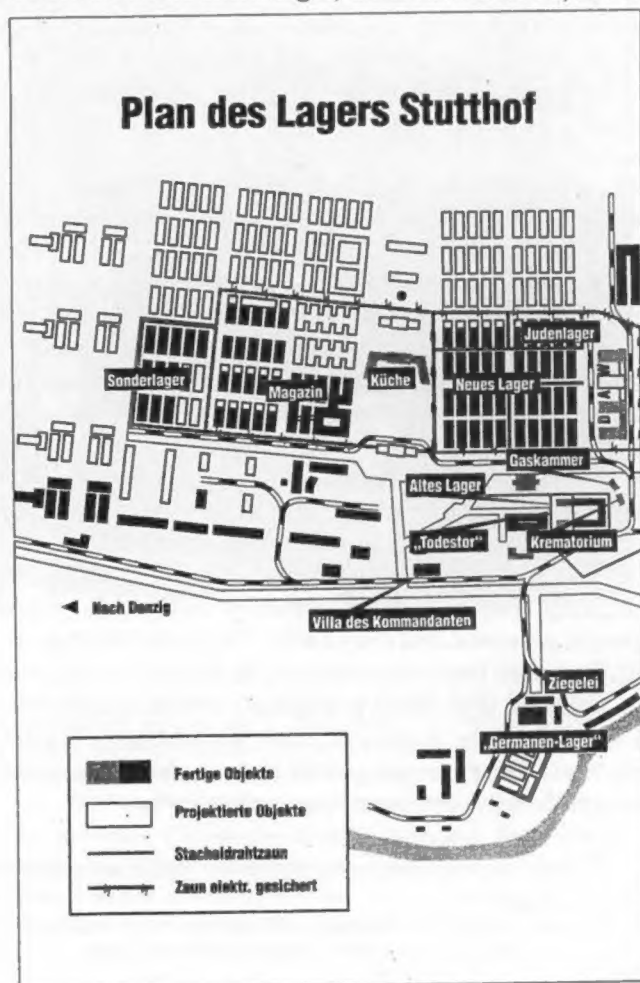 Plan des Lagers Stutthof
Judenlager
Sonderlager
Magazin
Küche
Neues Lager
D A W
Gaskammer
Altes Lager
„Todestor"
Krematorium
Nach Danzig
Villa des Kommandanten
Ziegelei
„Germanen-Lager"
Fertige Objekte
Projektierte Objekte
Stacheldrahtzaun
Zaun elektr. gesichert